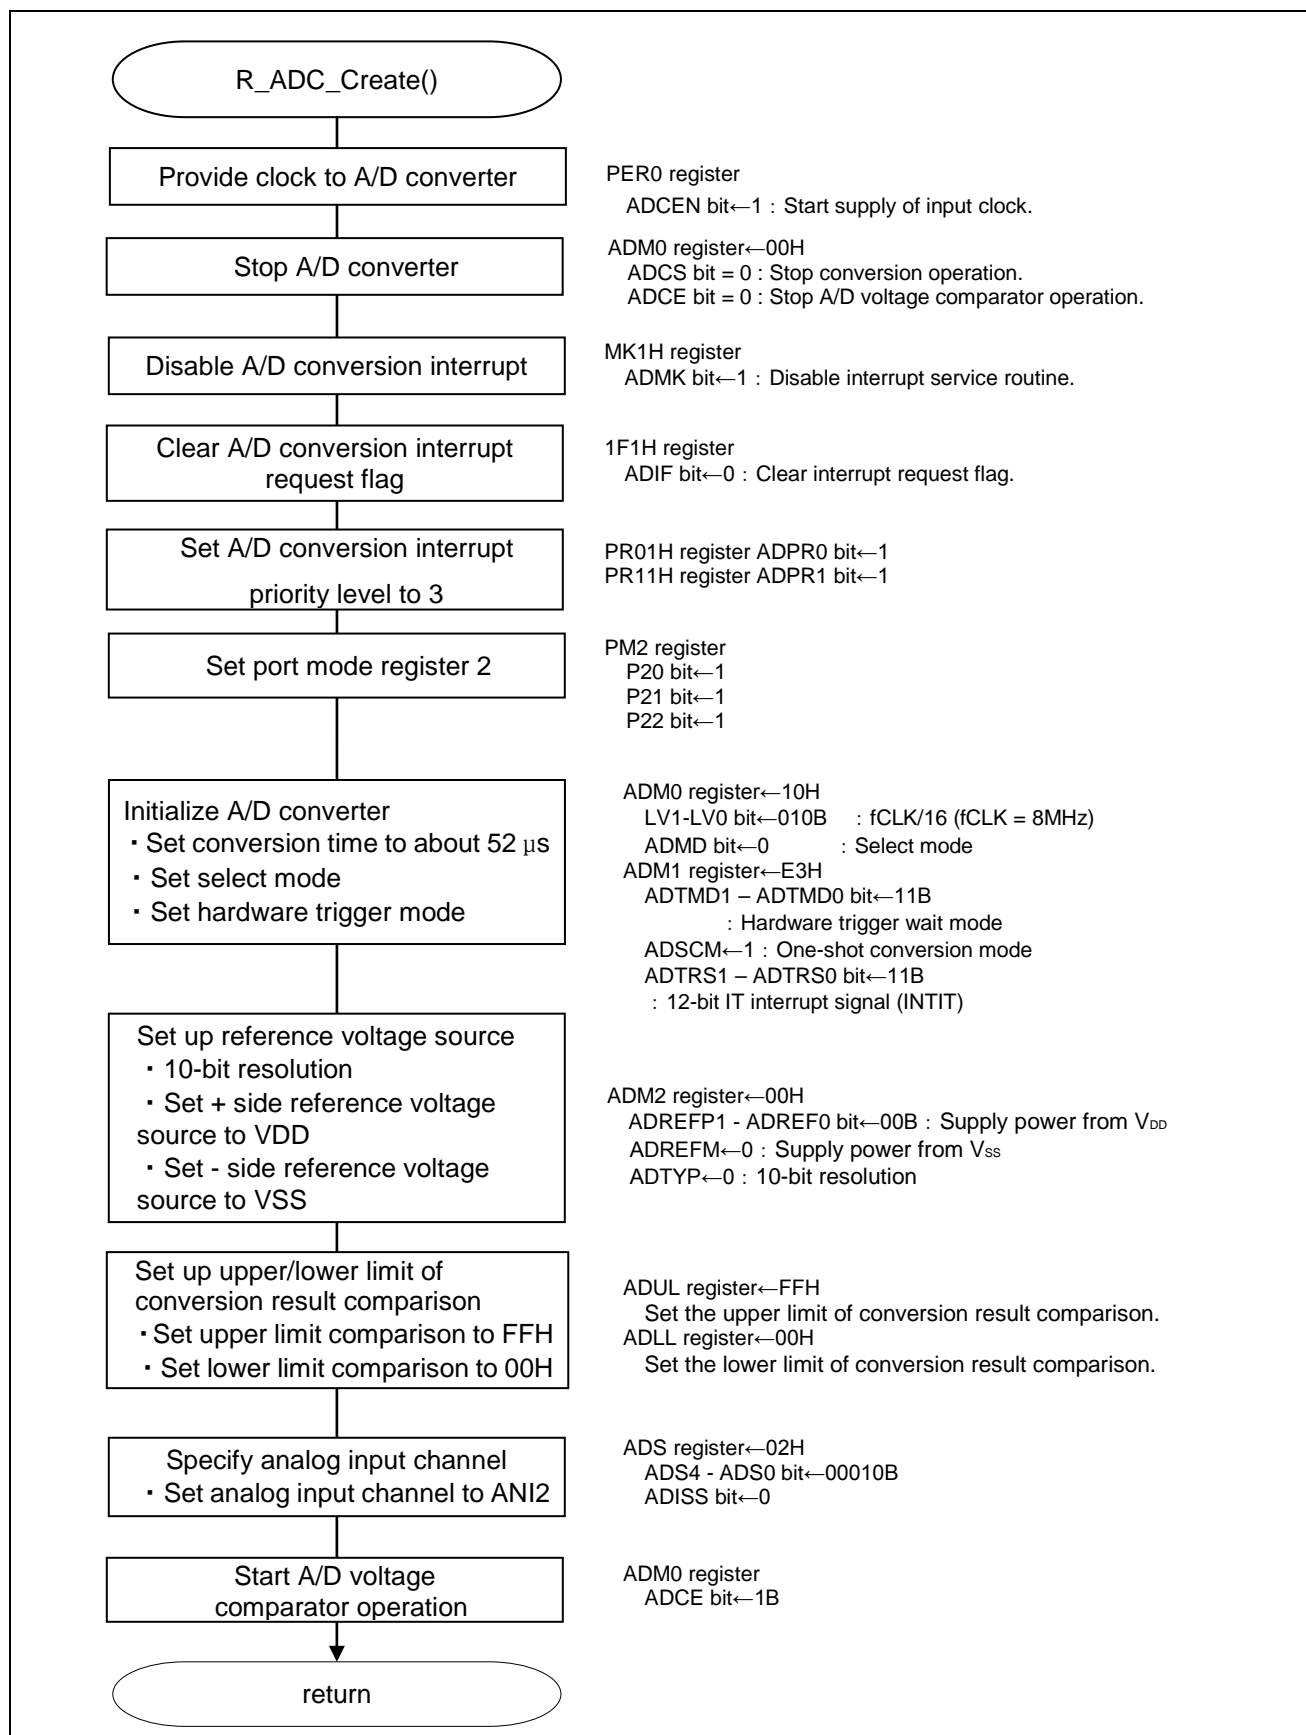 R_ADC_Create()
Provide clock to A/D converter
PER0 register
ADCEN bit←1 : Start supply of input clock.
Stop A/D converter
ADM0 register←00H
ADCS bit = 0 : Stop conversion operation.
ADCE bit = 0 : Stop A/D voltage comparator operation.
Disable A/D conversion interrupt
MK1H register
ADMK bit←1 : Disable interrupt service routine.
Clear A/D conversion interrupt
request flag
1F1H register
ADIF bit←0 : Clear interrupt request flag.
Set A/D conversion interrupt
priority level to 3
PR01H register ADPR0 bit←1
PR11H register ADPR1 bit←1
Set port mode register 2
PM2 register
P20 bit←1
P21 bit←1
P22 bit←1
Initialize A/D converter
・Set conversion time to about 52 µs
・Set select mode
・Set hardware trigger mode
ADM0 register←10H
LV1-LV0 bit←010B : fCLK/16 (fCLK = 8MHz)
ADMD bit←0 : Select mode
ADM1 register←E3H
ADTMD1 – ADTMD0 bit←11B
: Hardware trigger wait mode
ADSCM←1 : One-shot conversion mode
ADTRS1 – ADTRS0 bit←11B
: 12-bit IT interrupt signal (INTIT)
Set up reference voltage source
・10-bit resolution
・Set + side reference voltage
source to VDD
・Set - side reference voltage
source to VSS
ADM2 register←00H
ADREFP1 - ADREF0 bit←00B : Supply power from VDD
ADREFM←0 : Supply power from VSS
ADTYP←0 : 10-bit resolution
Set up upper/lower limit of
conversion result comparison
・Set upper limit comparison to FFH
・Set lower limit comparison to 00H
ADUL register←FFH
Set the upper limit of conversion result comparison.
ADLL register←00H
Set the lower limit of conversion result comparison.
Specify analog input channel
・Set analog input channel to ANI2
ADS register←02H
ADS4 - ADS0 bit←00010B
ADISS bit←0
Start A/D voltage
comparator operation
ADM0 register
ADCE bit←1B
return